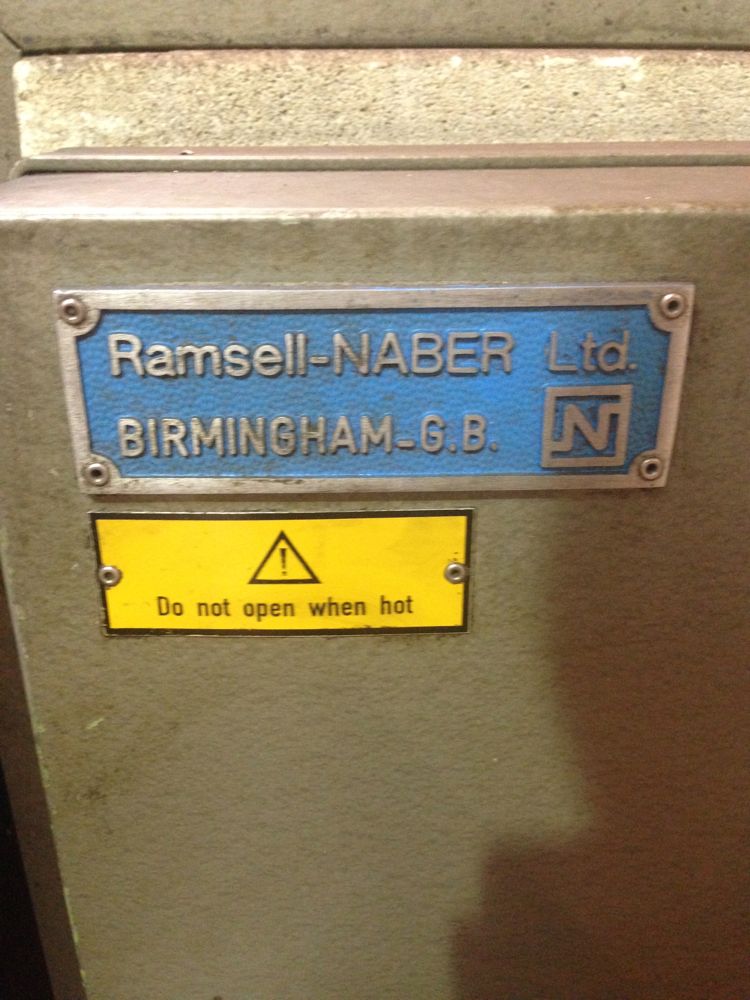 Ramsell-NABER Ltd.
BIRMINGHAM-G.B. N
!
Do not open when hot